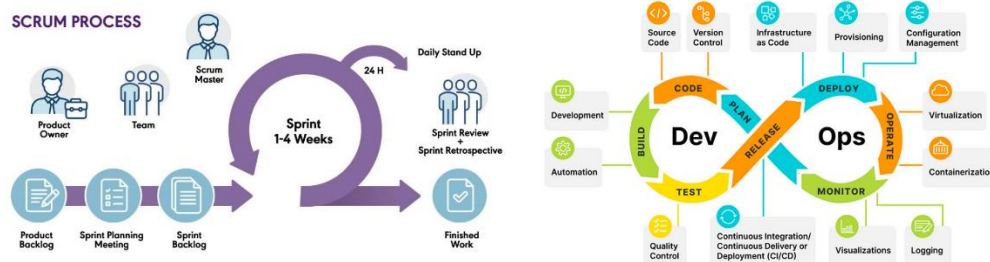 SCRUM PROCESS
Scrum
Master
Product
Owner
Team
24 H
Daily Stand Up
Sprint
1-4 Weeks
Sprint Review
+
Sprint Retrospective
Product
Backlog
Sprint Planning
Meeting
Sprint
Backlog
Finished
Work
Source
Code
Version
Control
Infrastructure
as Code
Provisioning
Configuration
Management
Development
Automation
Virtualization
Containerizatio
CODE
PLAN
BUILD
TEST
RELEASE
DEPLOY
OPERATE
MONITOR
Dev
Ops
Quality
Control
Continuous Integration/
Continuous Delivery or
Deployment (CI/CD)
Visualizations
Logging